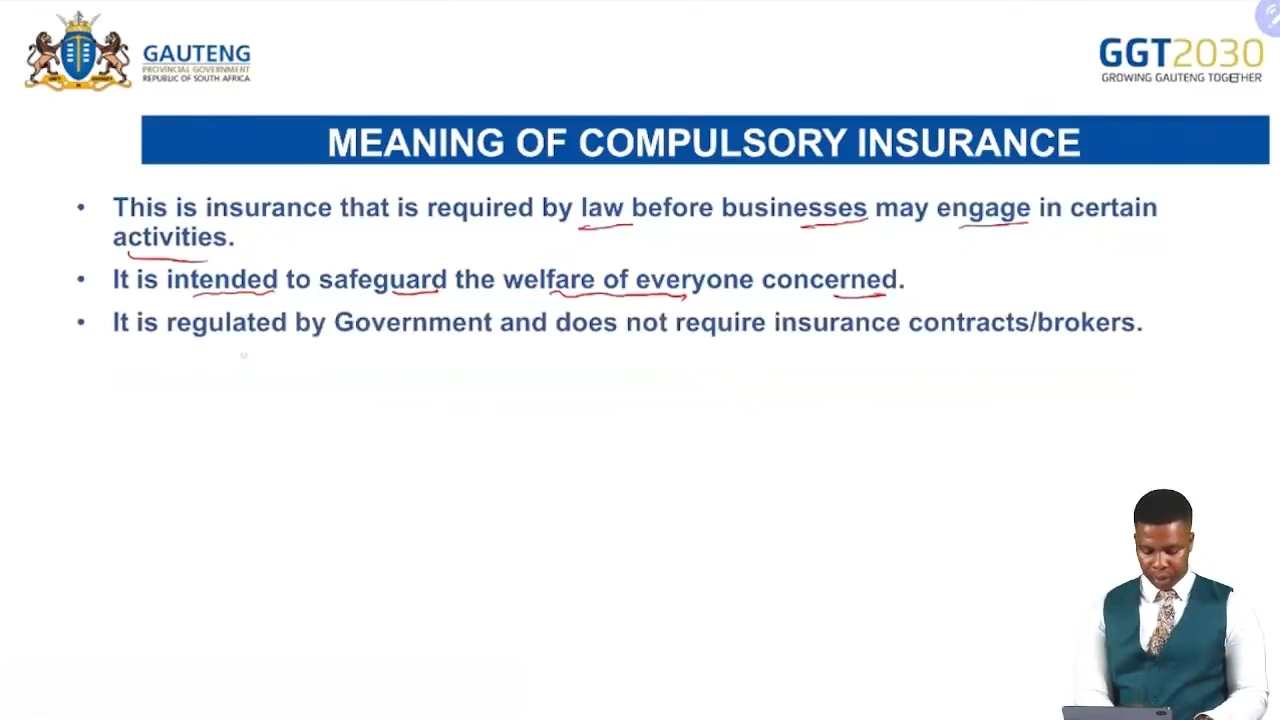 GAUTENG
PROVINCIAL GOVERNMENT
REPUBLIC OF SOUTH AFRICA
GGT2030
GROWING GAUTENG TOGETHER
MEANING OF COMPULSORY INSURANCE
• This is insurance that is required by law before businesses may engage in certain
activities.
• It is intended to safeguard the welfare of everyone concerned.
• It is regulated by Government and does not require insurance contracts/brokers.